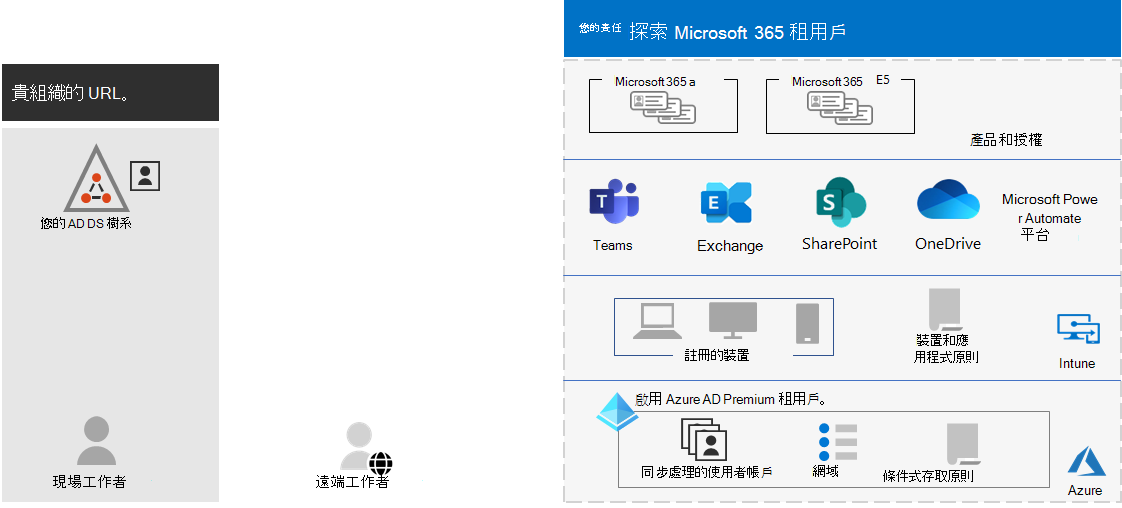 貴組織的 URL。
您的 AD DS 樹系
現場工作者
遠端工作者
您的責任 探索 Microsoft 365 租用戶
Microsoft 365 a
Microsoft 365 E5
產品和授權
Teams
Exchange
SharePoint
OneDrive
Microsoft Powe
r Automate
平台
註冊的裝置
裝置和應
用程式原則
Intune
啟用 Azure AD Premium 租用戶。
同步處理的使用者帳戶
網域
條件式存取原則
Azure